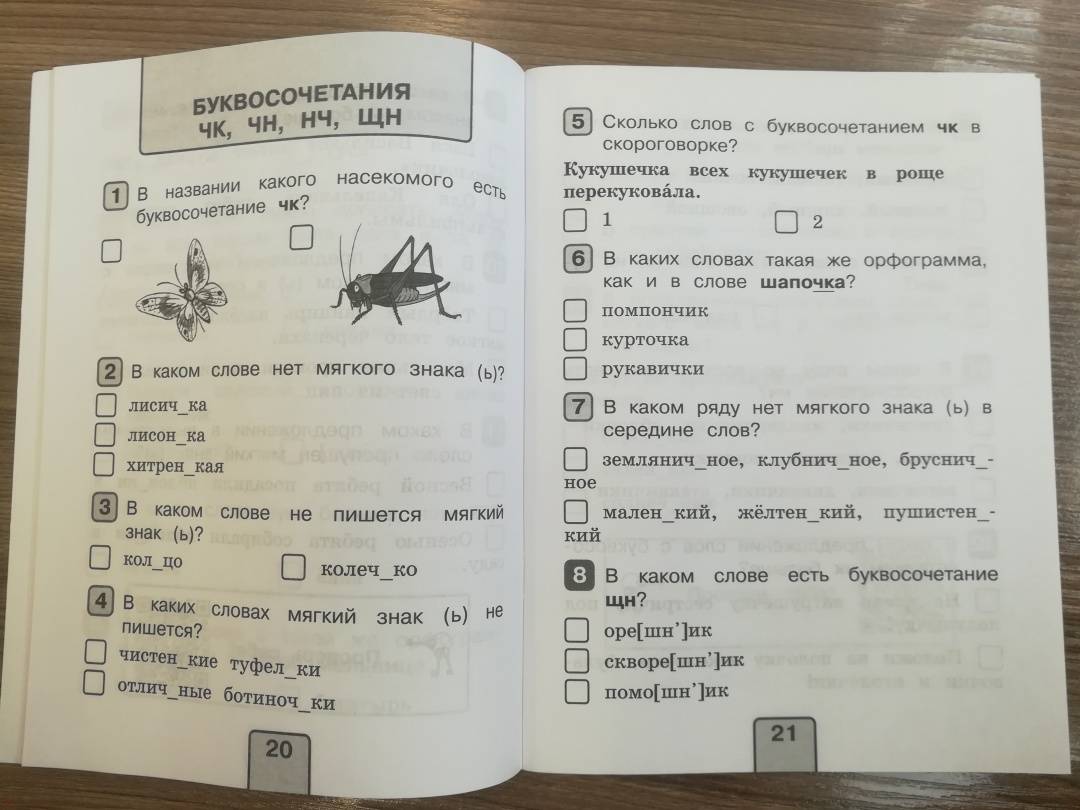 БУКВОСОЧЕТАНИЯ
ЧК, ЧН, НЧ, ЩН
1 В названии какого насекомого есть
буквосочетание чк?
2 В каком слове нет мягкого знака (ь)?
лисич_ка
лисон_ка
хитрен_кая
3 В каком слове не пишется мягкий
знак (ь)?
кол_цо колеч_ко
4 В каких словах мягкий знак (ь) не
пишется?
чистен_кие туфел_ки
отлич_ные ботиноч_ки
20
5 Сколько слов с буквосочетанием чк в
скороговорке?
Кукушечка всех кукушечек в роще
перекукова́ла.
1 2
6 В каких словах такая же орфограмма,
как и в слове шапочка?
помпончик
курточка
рукавички
7 В каком ряду нет мягкого знака (ь) в
середине слов?
землянич_ное, клубнич_ное, бруснич_-
ное
мален_кий, жёлтен_кий, пушистен_-
кий
8 В каком слове есть буквосочетание
щн?
оре[шн’]ик
скворе[шн’]ик
помо[шн’]ик
21